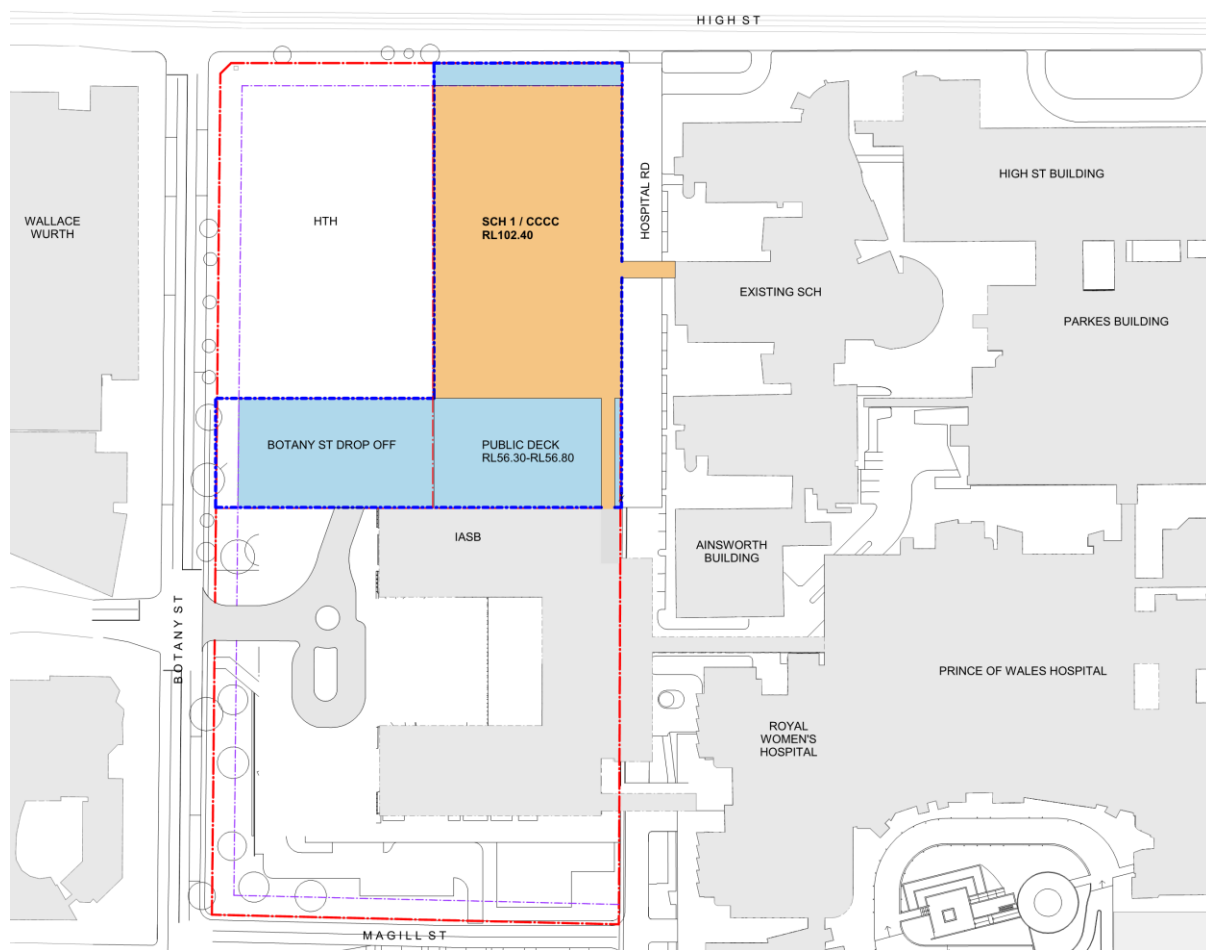 HIGH ST
WALLACE
WURTH
HTH
SCH 1 / CCCC
RL102.40
HOSPITAL RD
HIGH ST BUILDING
EXISTING SCH
PARKES BUILDING
BOTANY ST DROP OFF
PUBLIC DECK
RL56.30-RL56.80
IASB
AINSWORTH
BUILDING
BOTANY ST
PRINCE OF WALES HOSPITAL
ROYAL
WOMEN'S
HOSPITAL
MAGILL ST